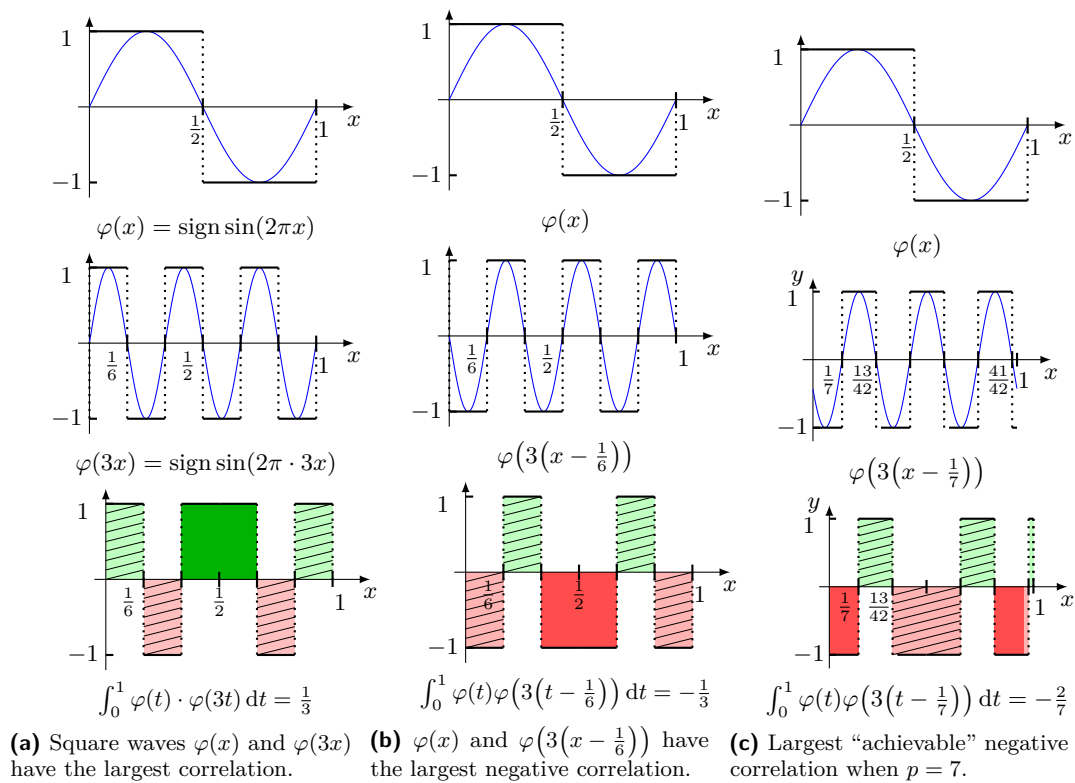 1
1/2
1
x
−1
φ(x) = sign sin(2πx)
1
1/6
1/2
1
x
−1
φ(3x) = sign sin(2π · 3x)
1
1/6
1/2
1
x
−1
∫₀¹ φ(t) · φ(3t) dt = 1/3
(a) Square waves φ(x) and φ(3x)
have the largest correlation.
1
1/2
1
x
−1
φ(x)
1
1/6
1/2
1
x
−1
φ(3(x − 1/6))
1
1/6
1/2
1
x
−1
∫₀¹ φ(t)φ(3(t − 1/6)) dt = −1/3
(b) φ(x) and φ(3(x − 1/6)) have
the largest negative correlation.
1
1/2
1
x
−1
φ(x)
y
1
1/7
13/42
41/42
1
x
−1
φ(3(x − 1/7))
y
1
1/7
13/42
1
x
−1
∫₀¹ φ(t)φ(3(t − 1/7)) dt = −2/7
(c) Largest “achievable” negative
correlation when p = 7.